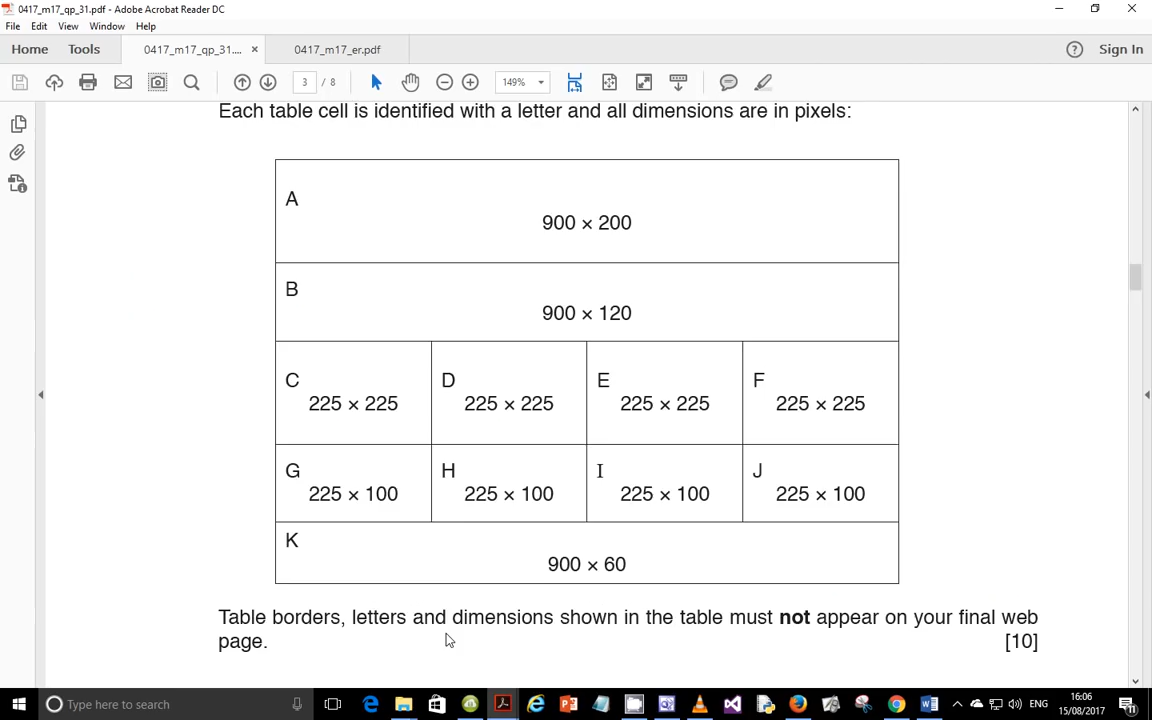 0417_m17_qp_31.pdf - Adobe Acrobat Reader DC
File Edit View Window Help
Home Tools 0417_m17_qp_31.... × 0417_m17_er.pdf Sign In
3 / 8 149%
Each table cell is identified with a letter and all dimensions are in pixels:
A
900 × 200
B
900 × 120
C D E F
225 × 225 225 × 225 225 × 225 225 × 225
G H I J
225 × 100 225 × 100 225 × 100 225 × 100
K
900 × 60
Table borders, letters and dimensions shown in the table must not appear on your final web
page. [10]
Type here to search ENG 16:06
15/08/2017 11